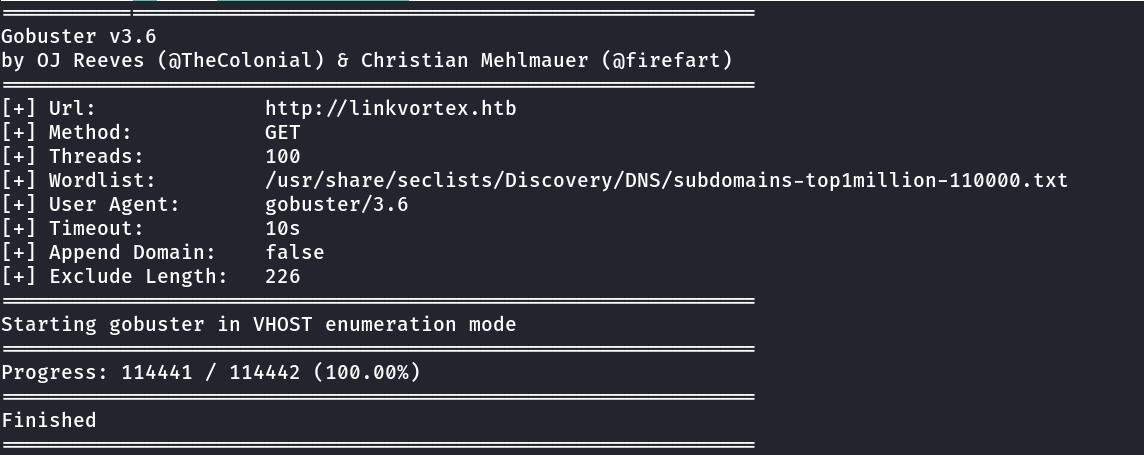 Gobuster v3.6
by OJ Reeves (@TheColonial) & Christian Mehlmauer (@firefart)
[+] Url:              http://linkvortex.htb
[+] Method:           GET
[+] Threads:          100
[+] Wordlist:         /usr/share/seclists/Discovery/DNS/subdomains-top1million-110000.txt
[+] User Agent:       gobuster/3.6
[+] Timeout:          10s
[+] Append Domain:    false
[+] Exclude Length:   226
Starting gobuster in VHOST enumeration mode
Progress: 114441 / 114442 (100.00%)
Finished